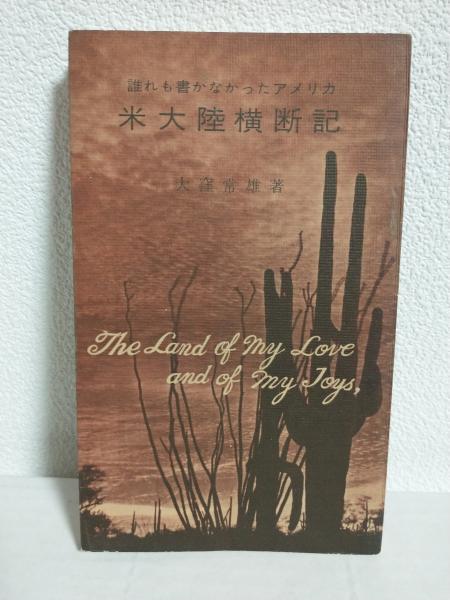 誰れも書かなかったアメリカ
米大陸横断記
大窪常雄著
The Land of My Love
and of My Joys,